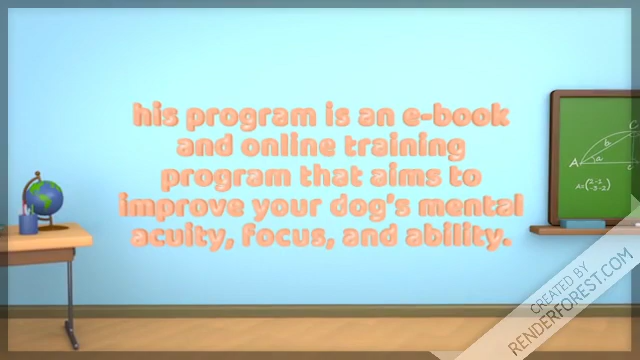 his program is an e-book
and online training
program that aims to
improve your dog's mental
acuity, focus, and ability.
A
b
a
C
c
CREATED BY
RENDERFOREST.COM